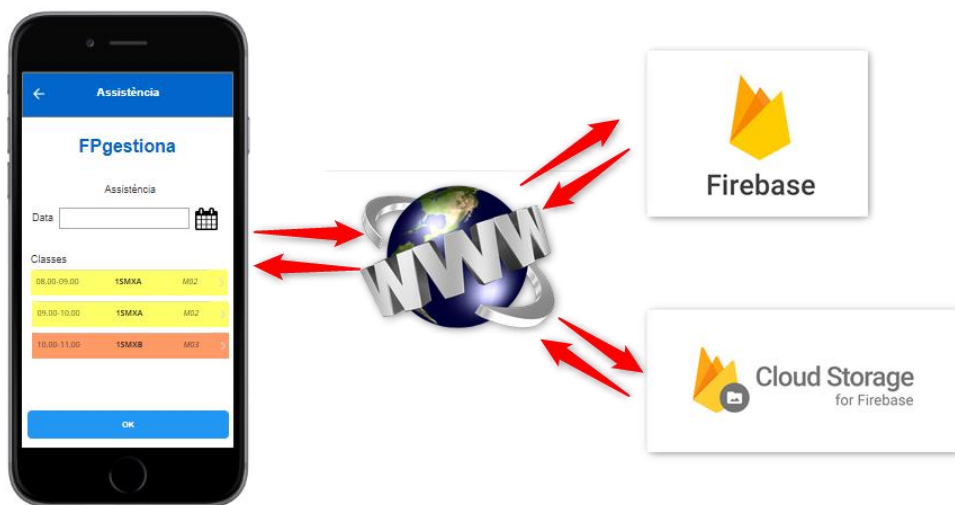 Assistència
FPgestiona
Assistència
Data
Classes
08.00-09.00 1SMXA M02
09.00-10.00 1SMXA M02
10.00-11.00 1SMXB M03
OK
WWW
Firebase
Cloud Storage
for Firebase